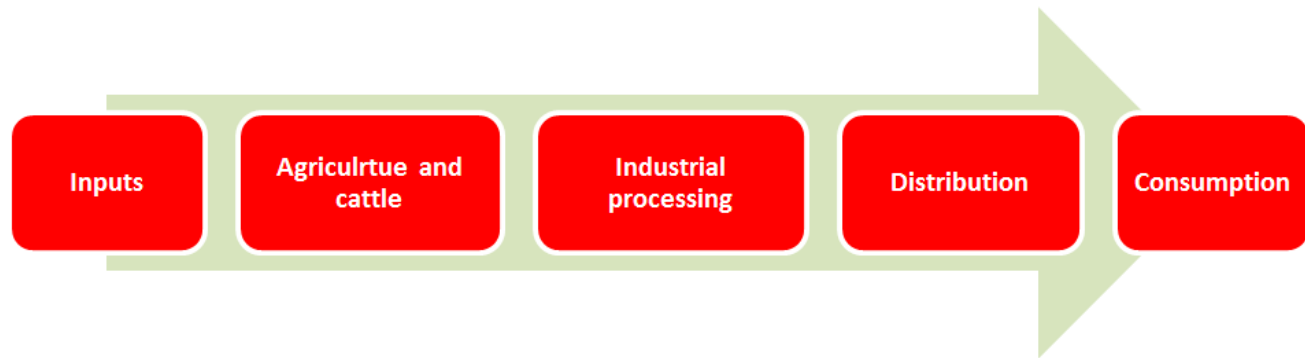 Inputs
Agriculrtue and
cattle
Industrial
processing
Distribution
Consumption